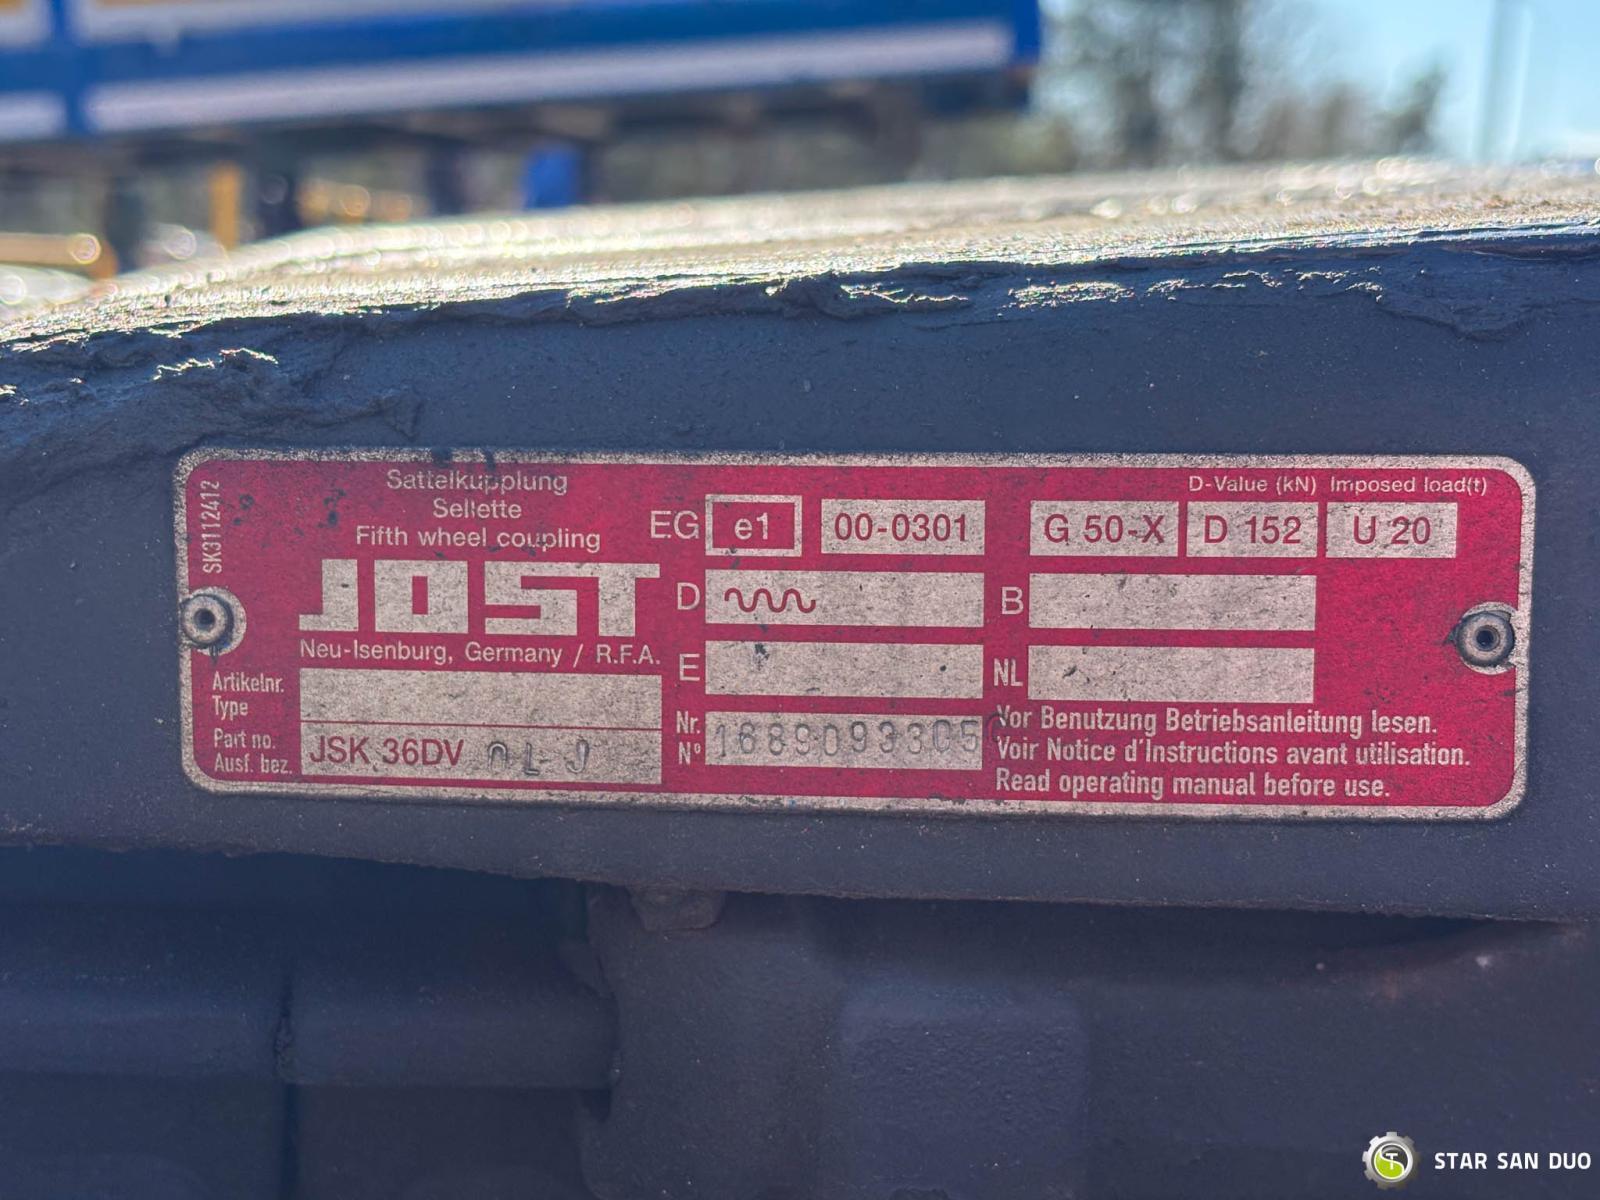 SK3112412
Sattelkupplung
Sellette
Fifth wheel coupling
JOST
Neu-Isenburg, Germany / R.F.A.
Artikelnr.
Type
Part no.
Ausf. bez.
JSK 36DV
EG e1 00-0301
D-Value (kN) Imposed load(t)
G 50-X D 152 U 20
D B
E NL
Nr.
N°
Vor Benutzung Betriebsanleitung lesen.
Voir Notice d'Instructions avant utilisation.
Read operating manual before use.
STAR SAN DUO